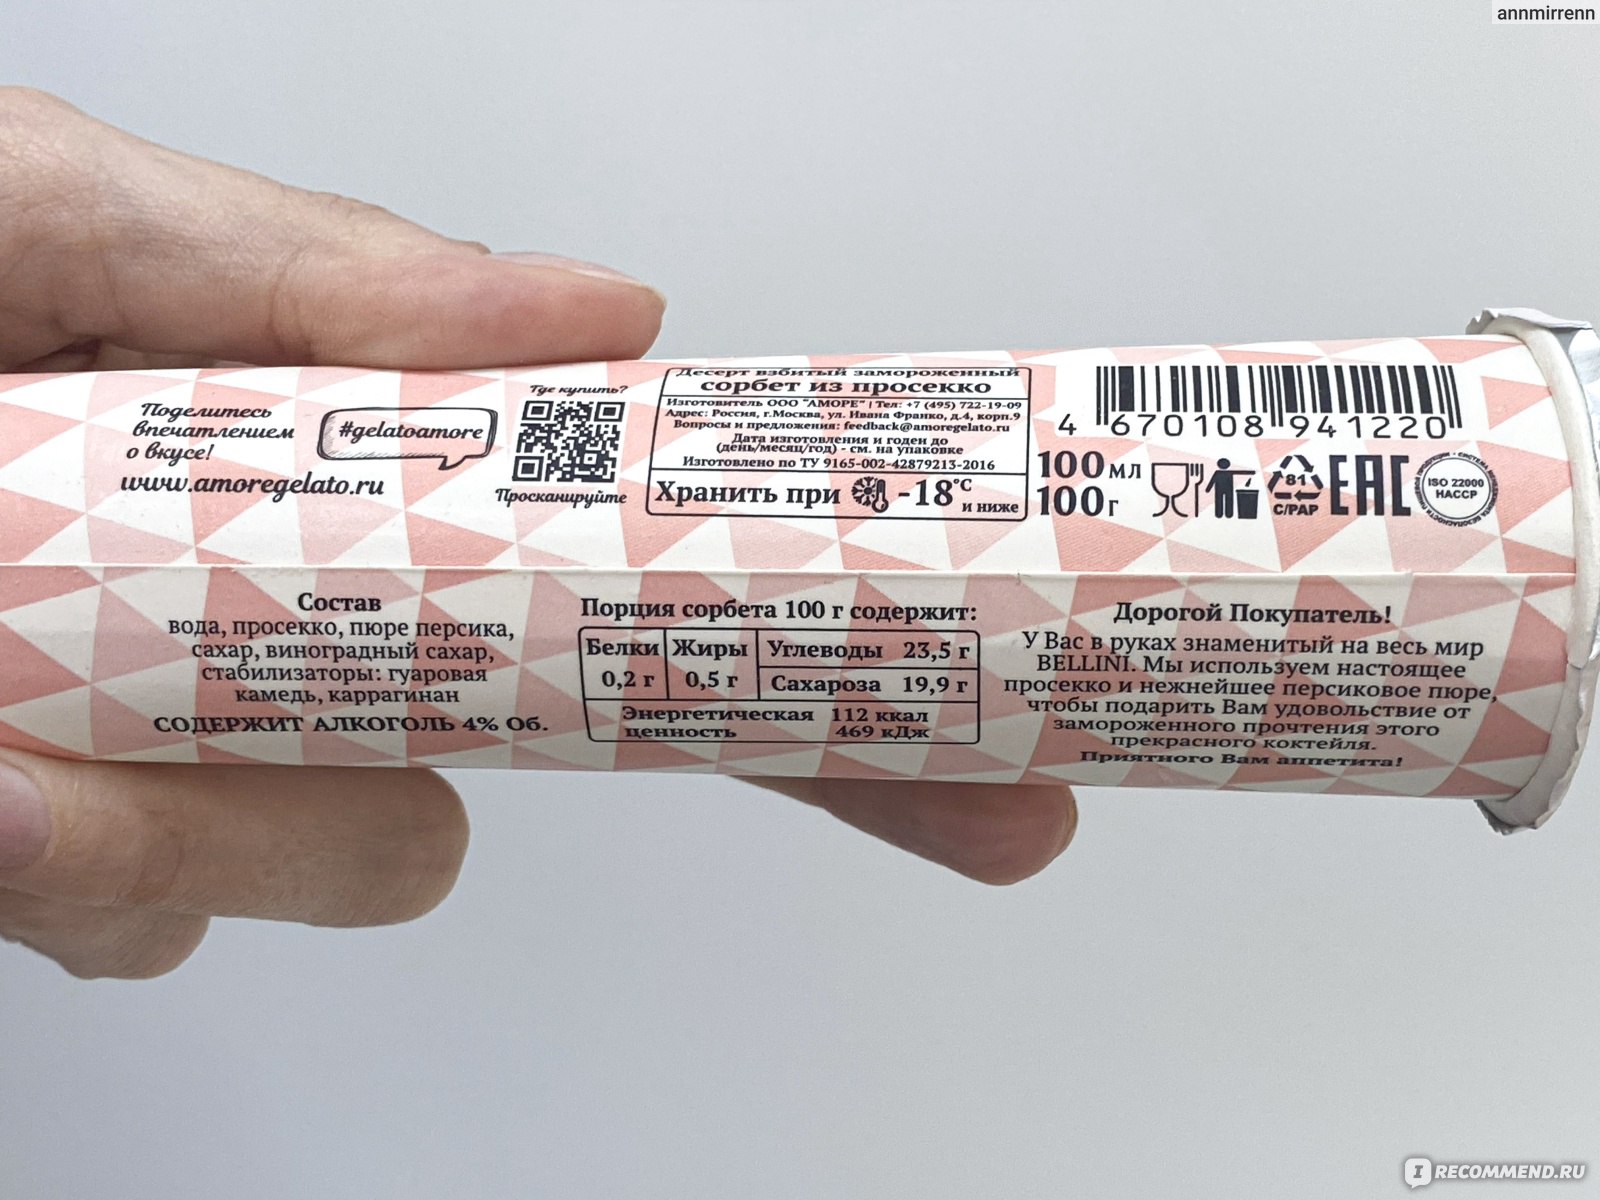 annmirrenn
Поделитесь
впечатлением
о вкусе!
www.amoregelato.ru
#gelatoamore
Где купить?
Просканируйте
Десерт взбитый замороженный
сорбет из просекко
Изготовитель ООО "АМОРЕ" | Тел: +7 (495) 722-19-09
Адрес: Россия, г.Москва, ул. Ивана Франко, д.4, корп.9
Вопросы и предложения: feedback@amoregelato.ru
Дата изготовления и годен до
(день/месяц/год) - см. на упаковке
Изготовлено по ТУ 9165-002-42879213-2016
Хранить при -18°С
и ниже
4 670108 941220
100 мл
100 г
81
C/PAP
EAC
ISO 22000
HACCP
Состав
вода, просекко, пюре персика,
сахар, виноградный сахар,
стабилизаторы: гуаровая
камедь, каррагинан
СОДЕРЖИТ АЛКОГОЛЬ 4% Об.
Порция сорбета 100 г содержит:
Белки Жиры Углеводы 23,5 г
0,2 г 0,5 г Сахароза 19,9 г
Энергетическая 112 ккал
ценность 469 кДж
Дорогой Покупатель!
У Вас в руках знаменитый на весь мир
BELLINI. Мы используем настоящее
просекко и нежнейшее персиковое пюре,
чтобы подарить Вам удовольствие от
замороженного прочтения этого
прекрасного коктейля.
Приятного Вам аппетита!
IRECOMMEND.RU